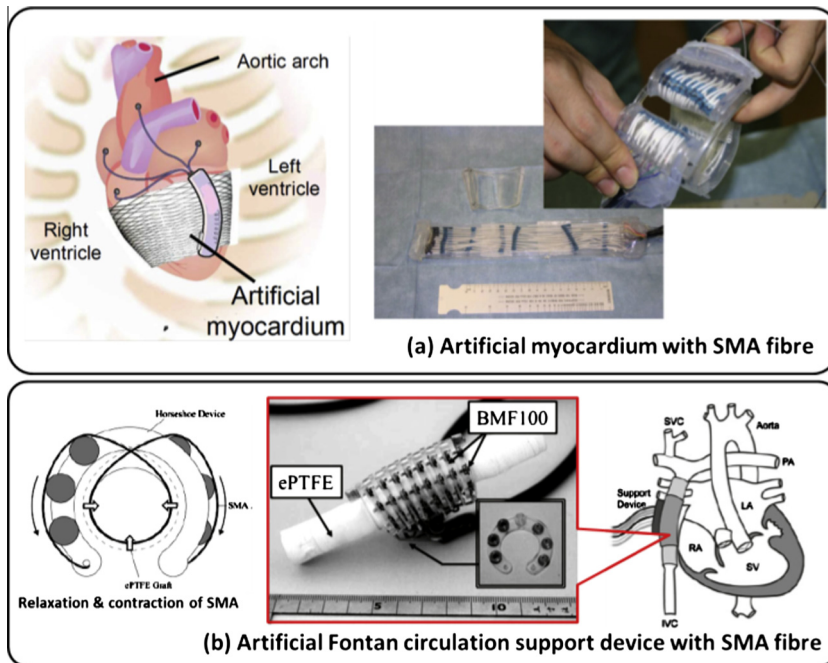 Aortic arch
Left
ventricle
Right
ventricle
Artificial
myocardium
(a) Artificial myocardium with SMA fibre
Horseshoe Device
SMA
ePTFE Graft
Relaxation & contraction of SMA
BMF100
ePTFE
5
10
SVC
Aorta
PA
Support
Device
LA
RA
SV
IVC
(b) Artificial Fontan circulation support device with SMA fibre